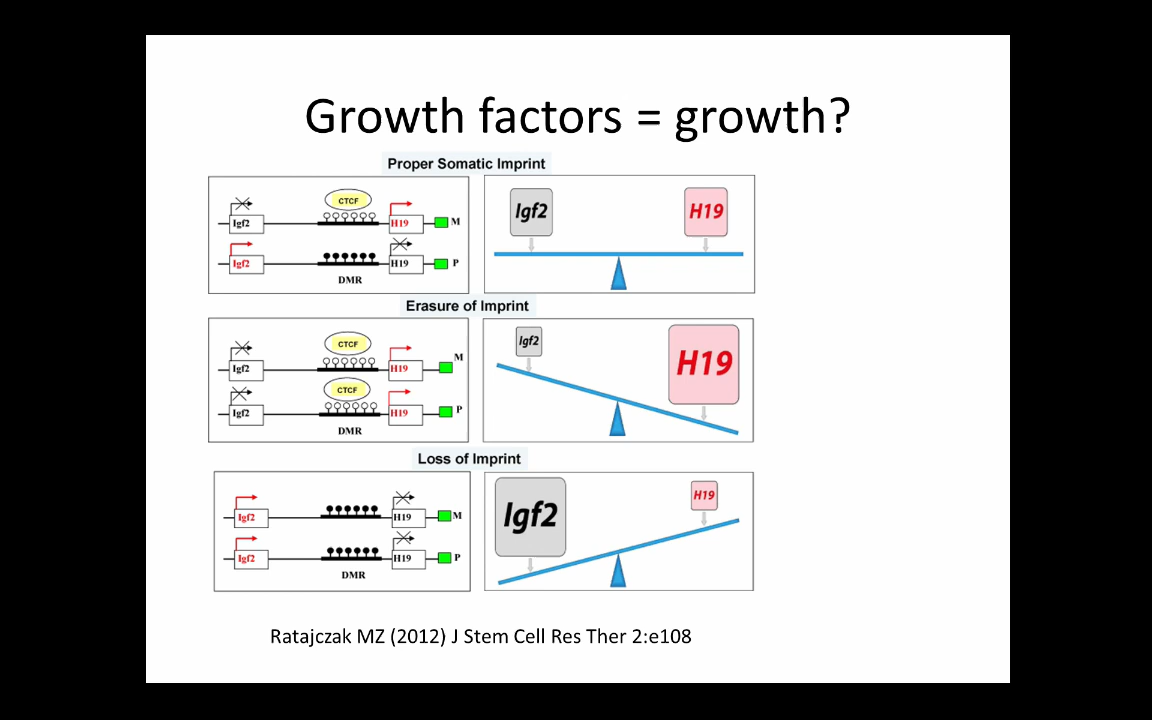 Growth factors = growth?
Proper Somatic Imprint
CTCF
Igf2
H19
M
Igf2
H19
P
DMR
Igf2
H19
Erasure of Imprint
CTCF
Igf2
H19
M
CTCF
Igf2
H19
P
DMR
Igf2
H19
Loss of Imprint
Igf2
H19
M
Igf2
H19
P
DMR
Igf2
H19
Ratajczak MZ (2012) J Stem Cell Res Ther 2:e108